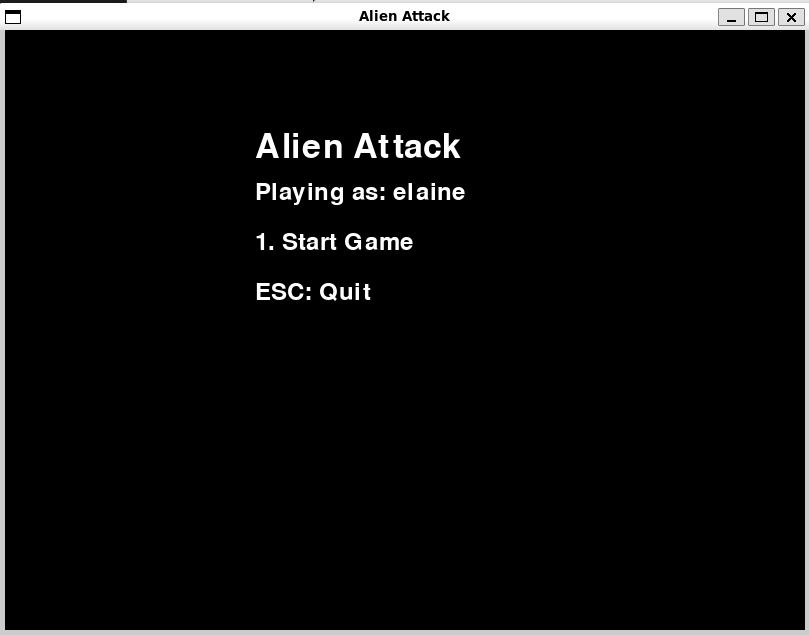 Alien Attack
Alien Attack
Playing as: elaine
1. Start Game
ESC: Quit